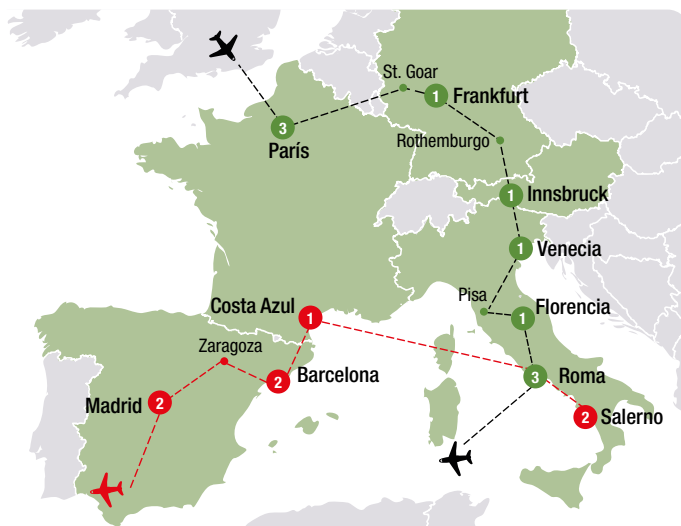 St. Goar
1 Frankfurt
3
París
Rothemburgo
1 Innsbruck
1 Venecia
Pisa
1 Florencia
Costa Azul 1
Zaragoza
2 Barcelona
3 Roma
Madrid 2
2 Salerno